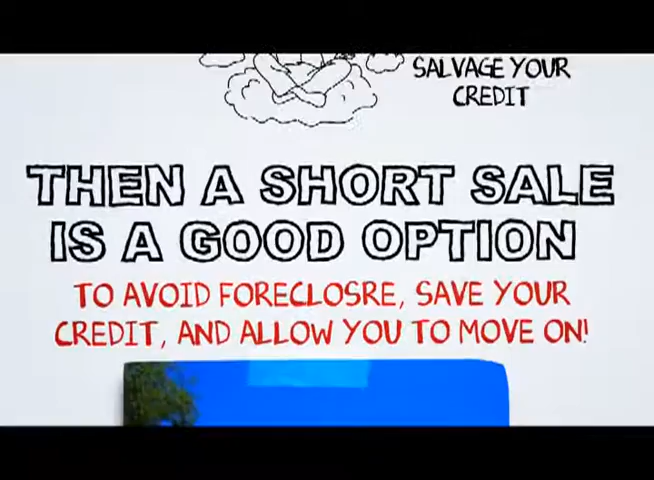 SALVAGE YOUR
CREDIT
THEN A SHORT SALE
IS A GOOD OPTION
TO AVOID FORECLOSRE, SAVE YOUR
CREDIT, AND ALLOW YOU TO MOVE ON!